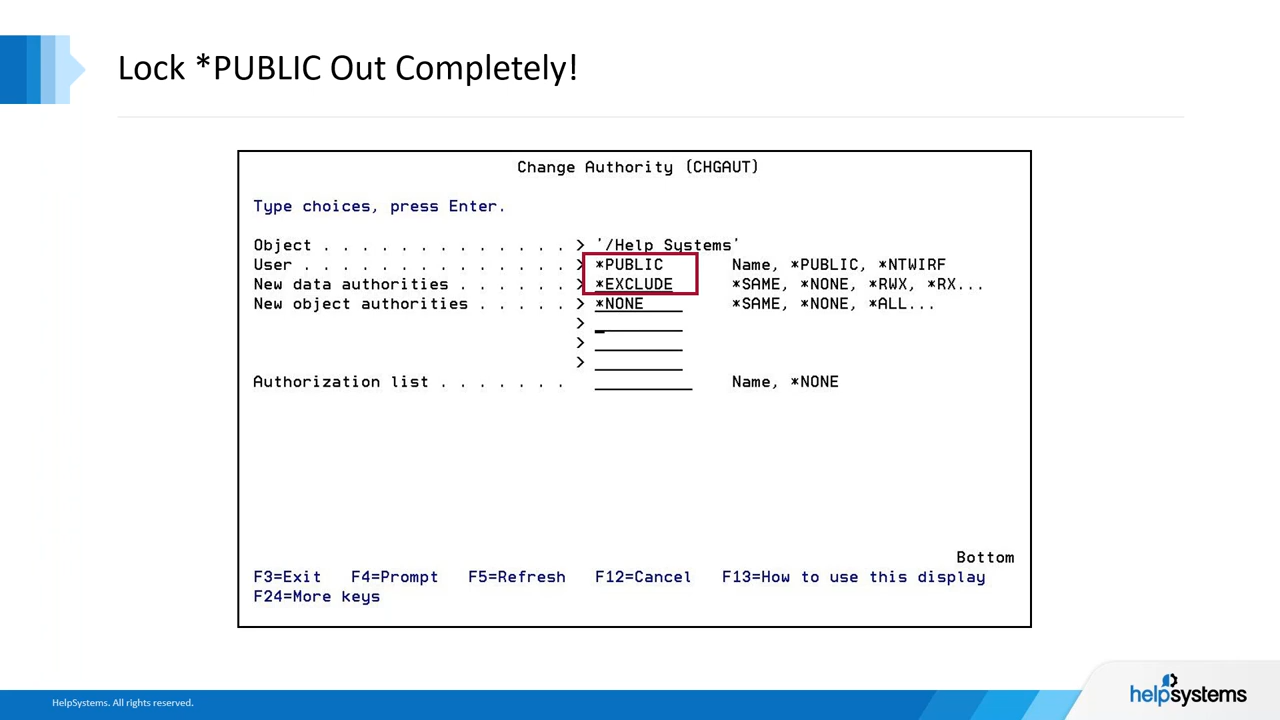 Lock *PUBLIC Out Completely!
Change Authority (CHGAUT)
Type choices, press Enter.
Object . . . . . . . . . . . . . > '/Help Systems'
User . . . . . . . . . . . . . . > *PUBLIC Name, *PUBLIC, *NTWIRF
New data authorities . . . . . . > *EXCLUDE *SAME, *NONE, *RWX, *RX...
New object authorities . . . . . > *NONE *SAME, *NONE, *ALL...
> _
>
>
Authorization list . . . . . . . Name, *NONE
Bottom
F3=Exit F4=Prompt F5=Refresh F12=Cancel F13=How to use this display
F24=More keys
HelpSystems. All rights reserved.
helpsystems